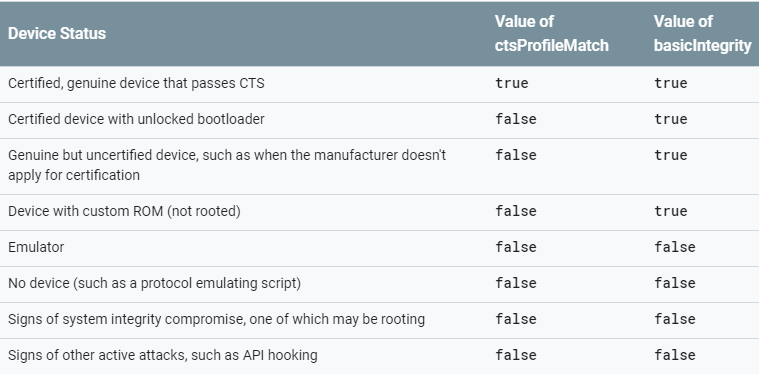 Device Status Value of ctsProfileMatch Value of basicIntegrity
Certified, genuine device that passes CTS true true
Certified device with unlocked bootloader false true
Genuine but uncertified device, such as when the manufacturer doesn't false true
apply for certification
Device with custom ROM (not rooted) false true
Emulator false false
No device (such as a protocol emulating script) false false
Signs of system integrity compromise, one of which may be rooting false false
Signs of other active attacks, such as API hooking false false